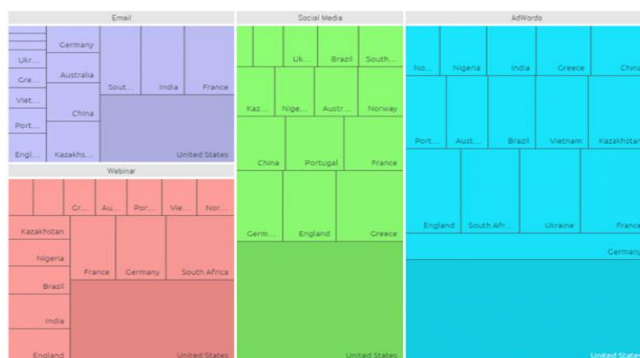 Email
Germany
Ukr...
Australia
Gre...
Sout...
India
France
Viet...
China
Port...
Engl...
Kazakhs...
United States
Webinar
Gr...
Au...
Por...
Vie...
Nor...
Kazakhstan
Nigeria
France
Germany
South Africa
Brazil
India
England
United States
Social Media
Uk...
Brazil
South...
Kaz...
Nige...
Austr...
Norway
China
Portugal
France
Germ...
England
Greece
United States
AdWords
No...
Nigeria
India
Greece
China
Port...
Aust...
Brazil
Vietnam
Kazakhstan
England
South Afr...
Ukraine
France
Germany
United States